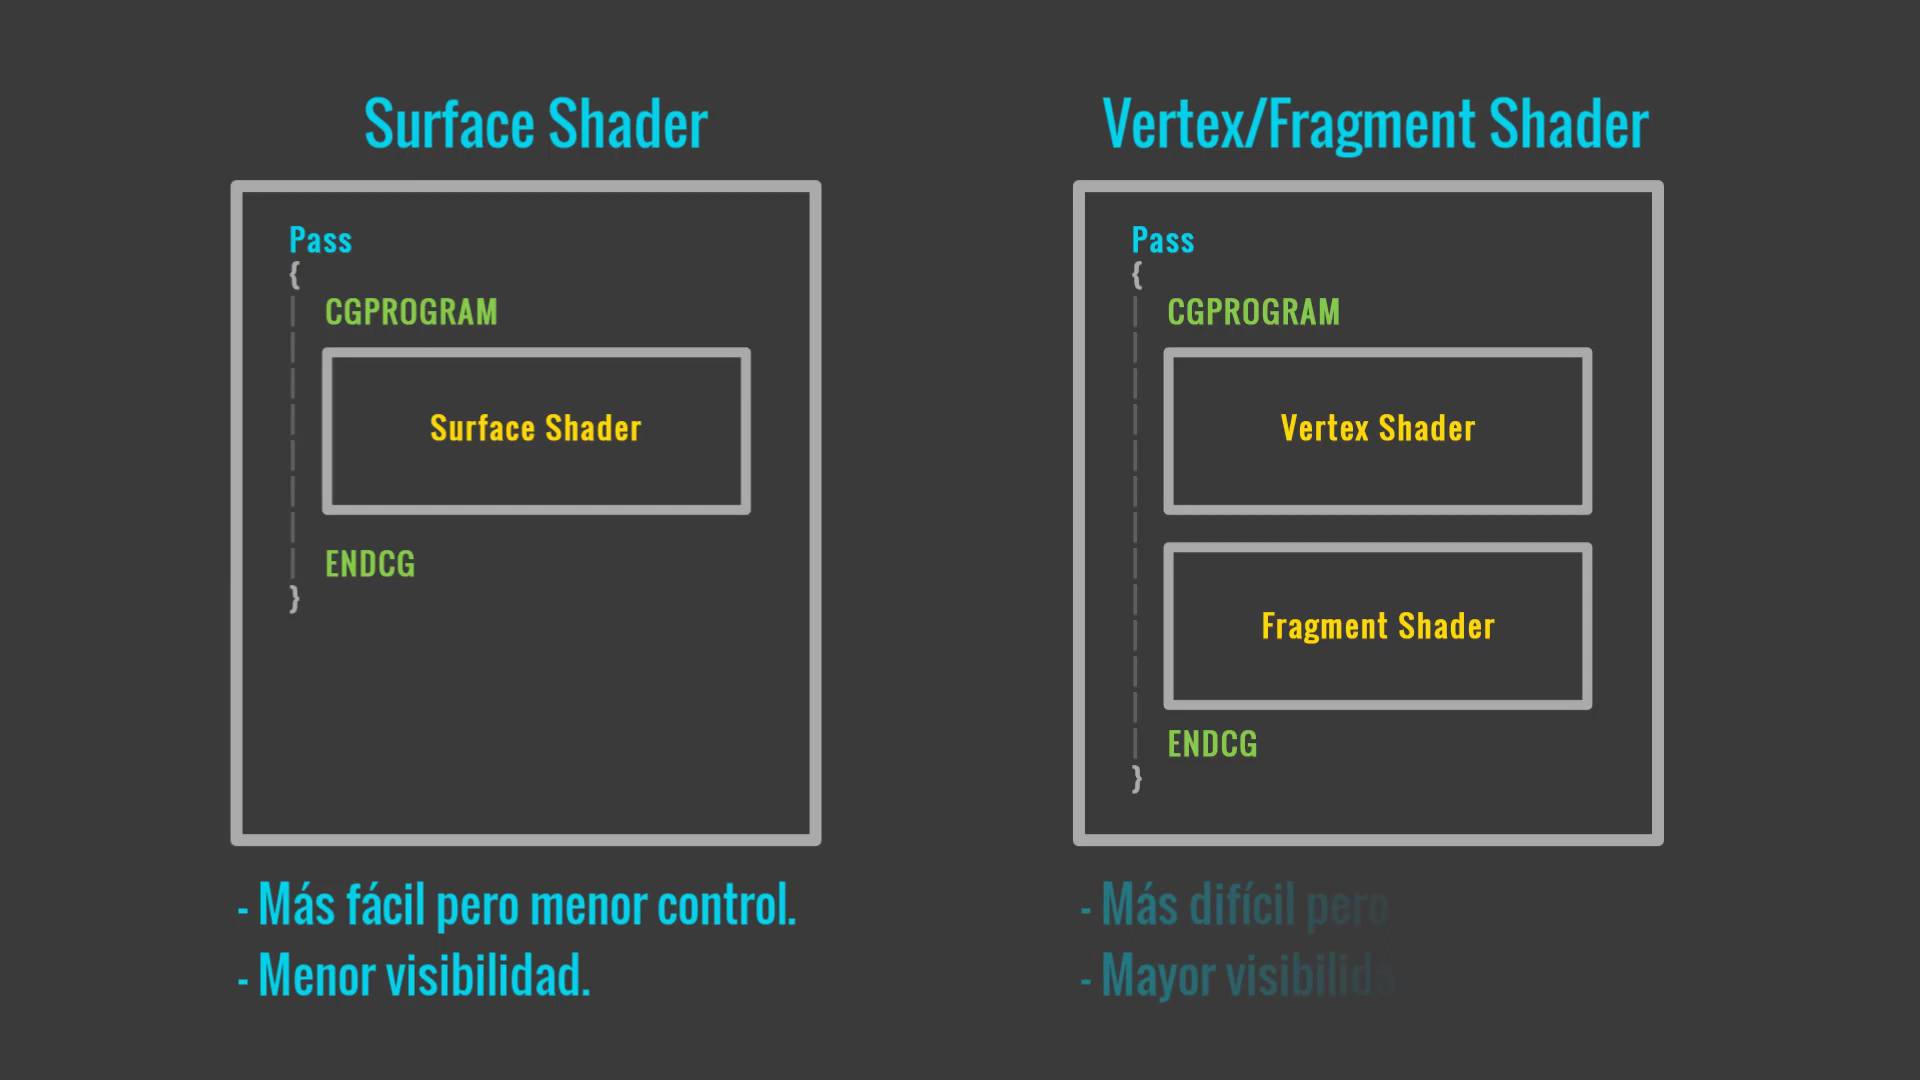 Surface Shader
Pass
{
CGPROGRAM
Surface Shader
ENDCG
}
- Más fácil pero menor control.
- Menor visibilidad.
Vertex/Fragment Shader
Pass
{
CGPROGRAM
Vertex Shader
Fragment Shader
ENDCG
}
- Más difícil pero
- Mayor